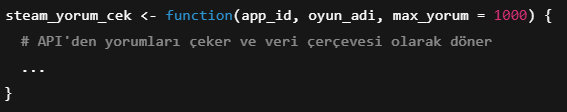 steam_yorum_cek <- function(app_id, oyun_adi, max_yorum = 1000) {
  # API'den yorumları çeker ve veri çerçevesi olarak döner
  ...
}